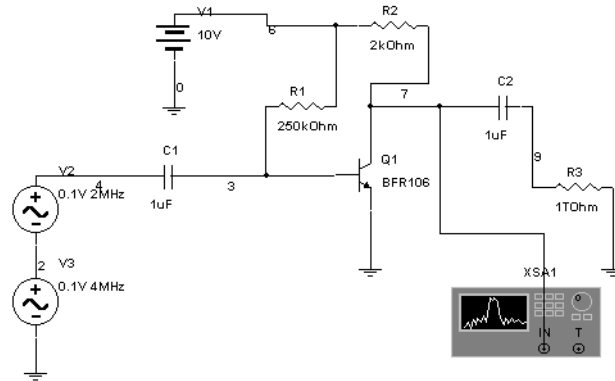 V1
10V
6
R2
2kOhm
0
R1
250kOhm
7
C2
1uF
C1
1uF
Q1
BFR106
V2
0.1V 2MHz
4
3
9
R3
1TOhm
2
V3
0.1V 4MHz
XSA1
IN
T